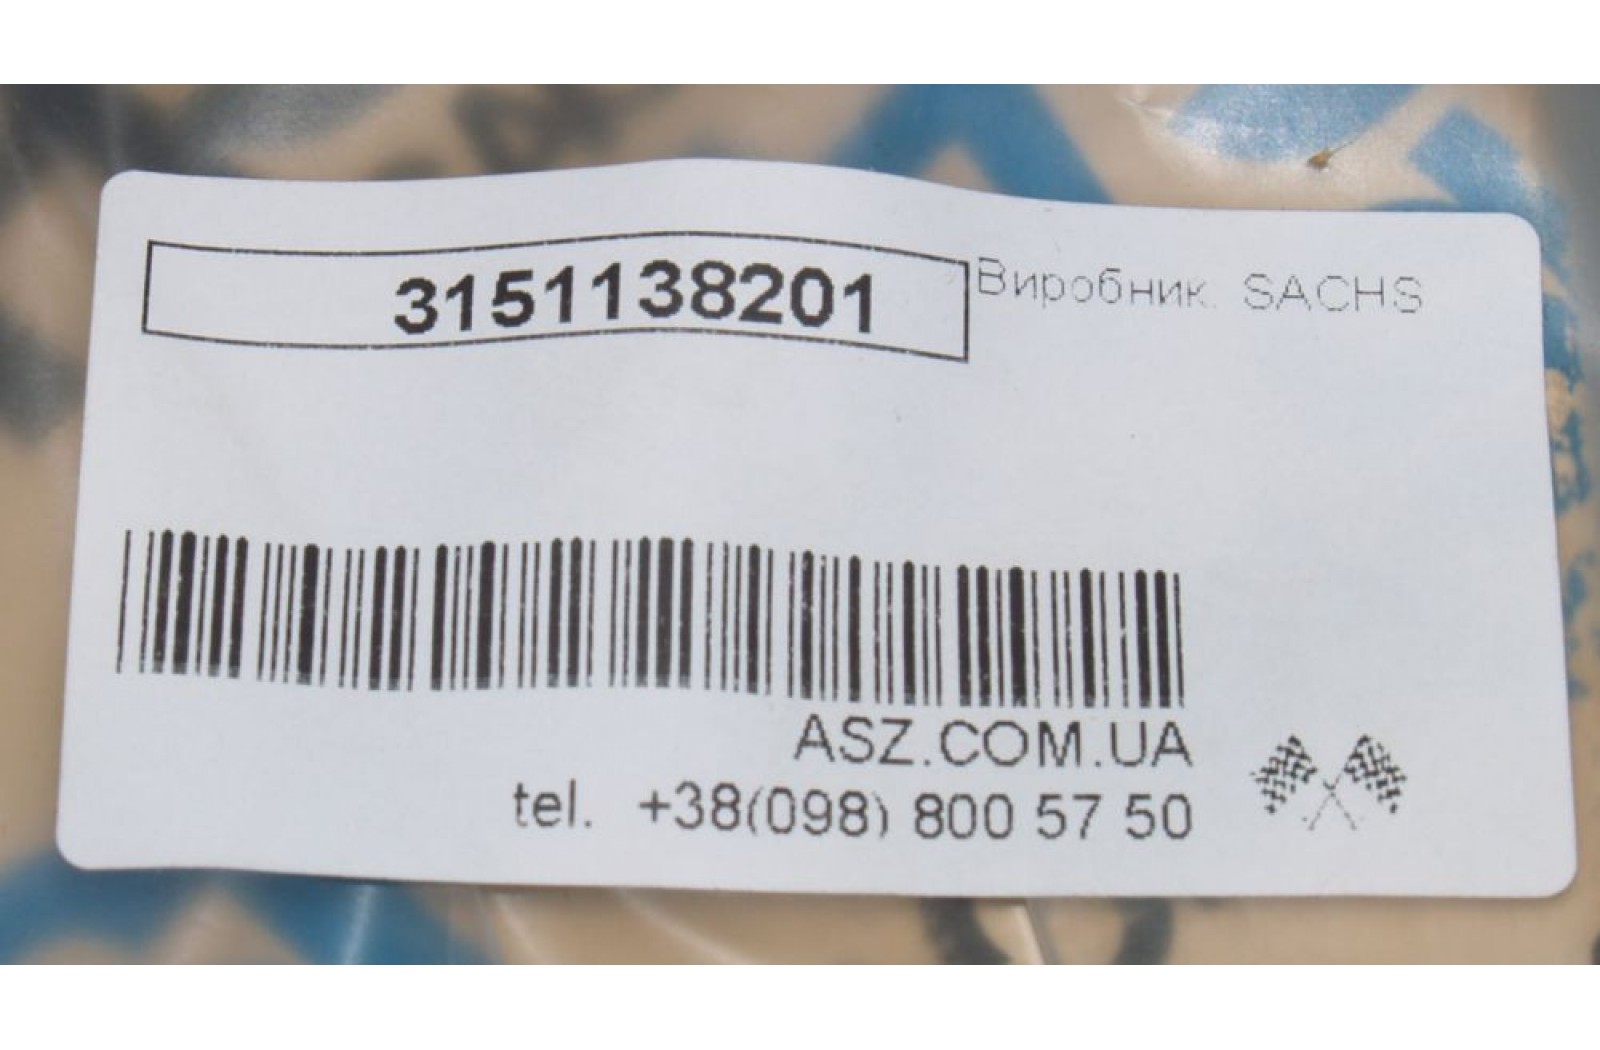 3151138201 Виробник. SACHS
ASZ.COM.UA
tel. +38(098) 800 57 50